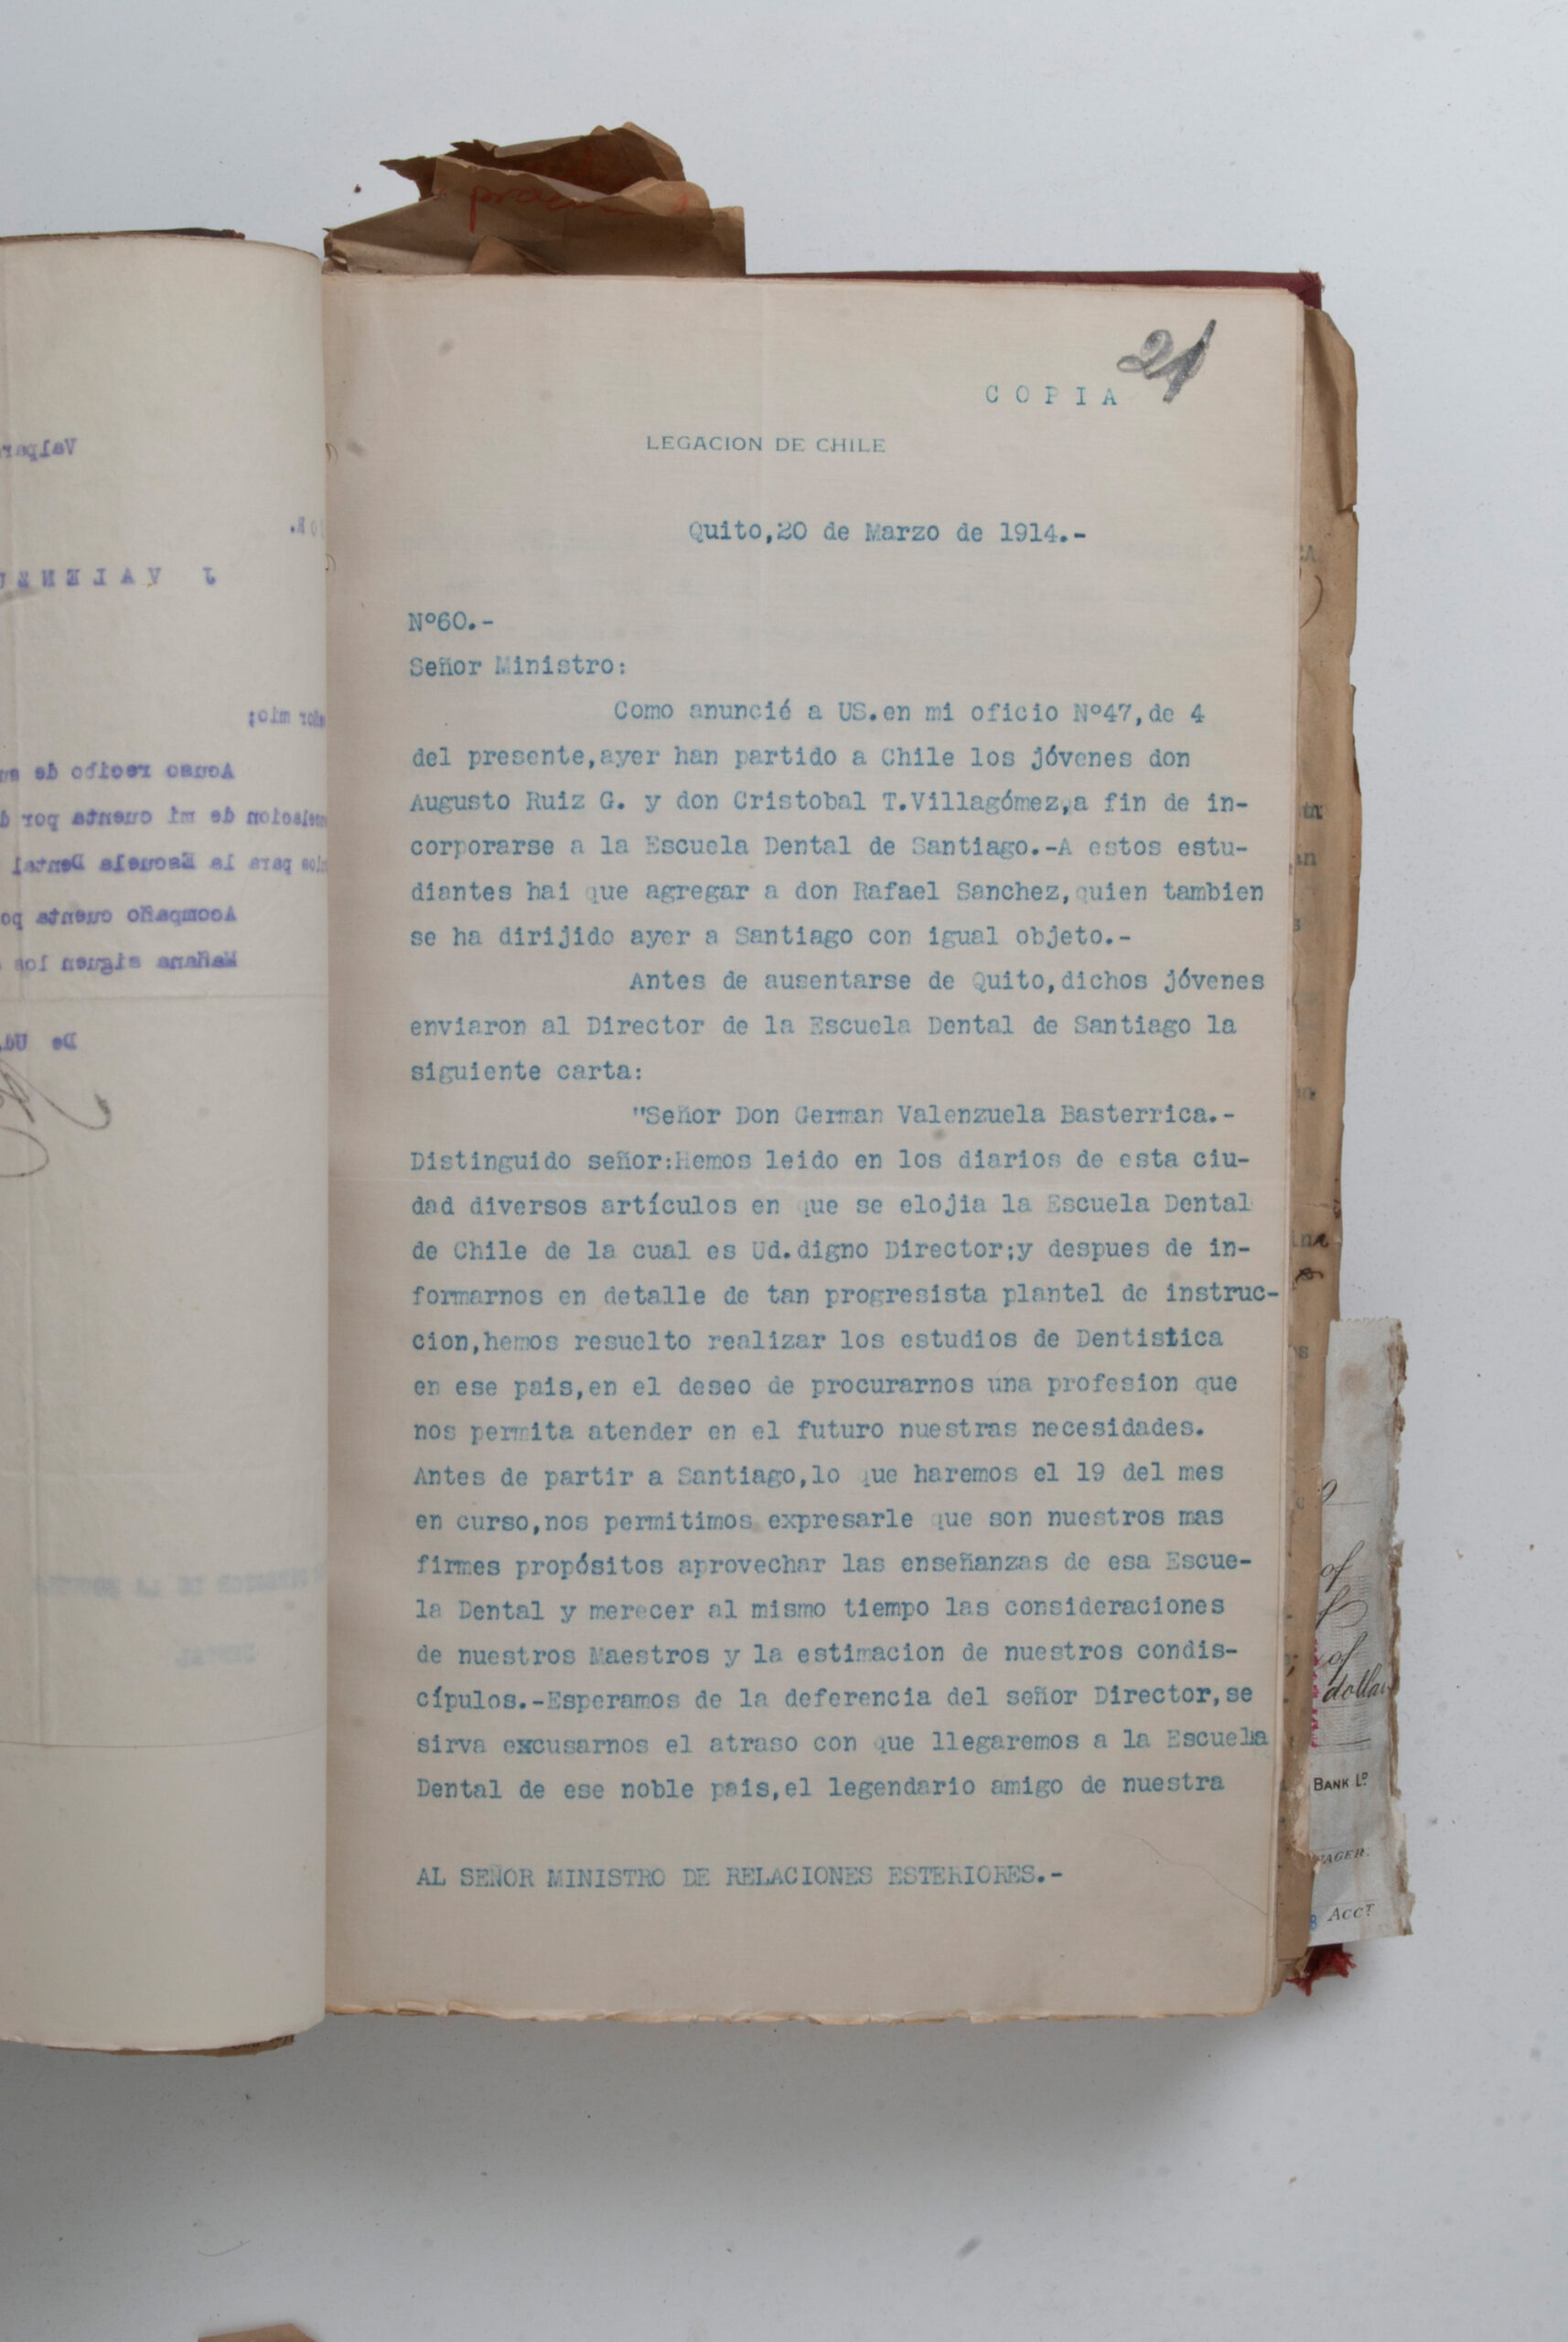 21
C O P I A
LEGACION DE CHILE
Quito,20 de Marzo de 1914.-
Nº60.-
Señor Ministro:
Como anunció a US.en mi oficio Nº47,de 4
del presente,ayer han partido a Chile los jóvenes don
Augusto Ruiz G. y don Cristobal T.Villagómez,a fin de in-
corporarse a la Escuela Dental de Santiago.-A estos estu-
diantes hai que agregar a don Rafael Sanchez,quien tambien
se ha dirijido ayer a Santiago con igual objeto.-
Antes de ausentarse de Quito,dichos jóvenes
enviaron al Director de la Escuela Dental de Santiago la
siguiente carta:
"Señor Don German Valenzuela Basterrica.-
Distinguido señor:Hemos leido en los diarios de esta ciu-
dad diversos artículos en que se elojia la Escuela Dental
de Chile de la cual es Ud.digno Director;y despues de in-
formarnos en detalle de tan progresista plantel de instruc-
cion,hemos resuelto realizar los estudios de Dentistica
en ese pais,en el deseo de procurarnos una profesion que
nos permita atender en el futuro nuestras necesidades.
Antes de partir a Santiago,lo que haremos el 19 del mes
en curso,nos permitimos expresarle que son nuestros mas
firmes propósitos aprovechar las enseñanzas de esa Escue-
la Dental y merecer al mismo tiempo las consideraciones
de nuestros Maestros y la estimacion de nuestros condis-
cípulos.-Esperamos de la deferencia del señor Director,se
sirva excusarnos el atraso con que llegaremos a la Escuela
Dental de ese noble pais,el legendario amigo de nuestra
AL SEÑOR MINISTRO DE RELACIONES ESTERIORES.-
of
of
dollar
BANK Lᴰ
ACCᵀ